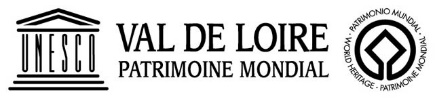 UNESCO
VAL DE LOIRE
PATRIMOINE MONDIAL
PATRIMONIO MUNDIAL
WORLD HERITAGE
PATRIMOINE MONDIAL